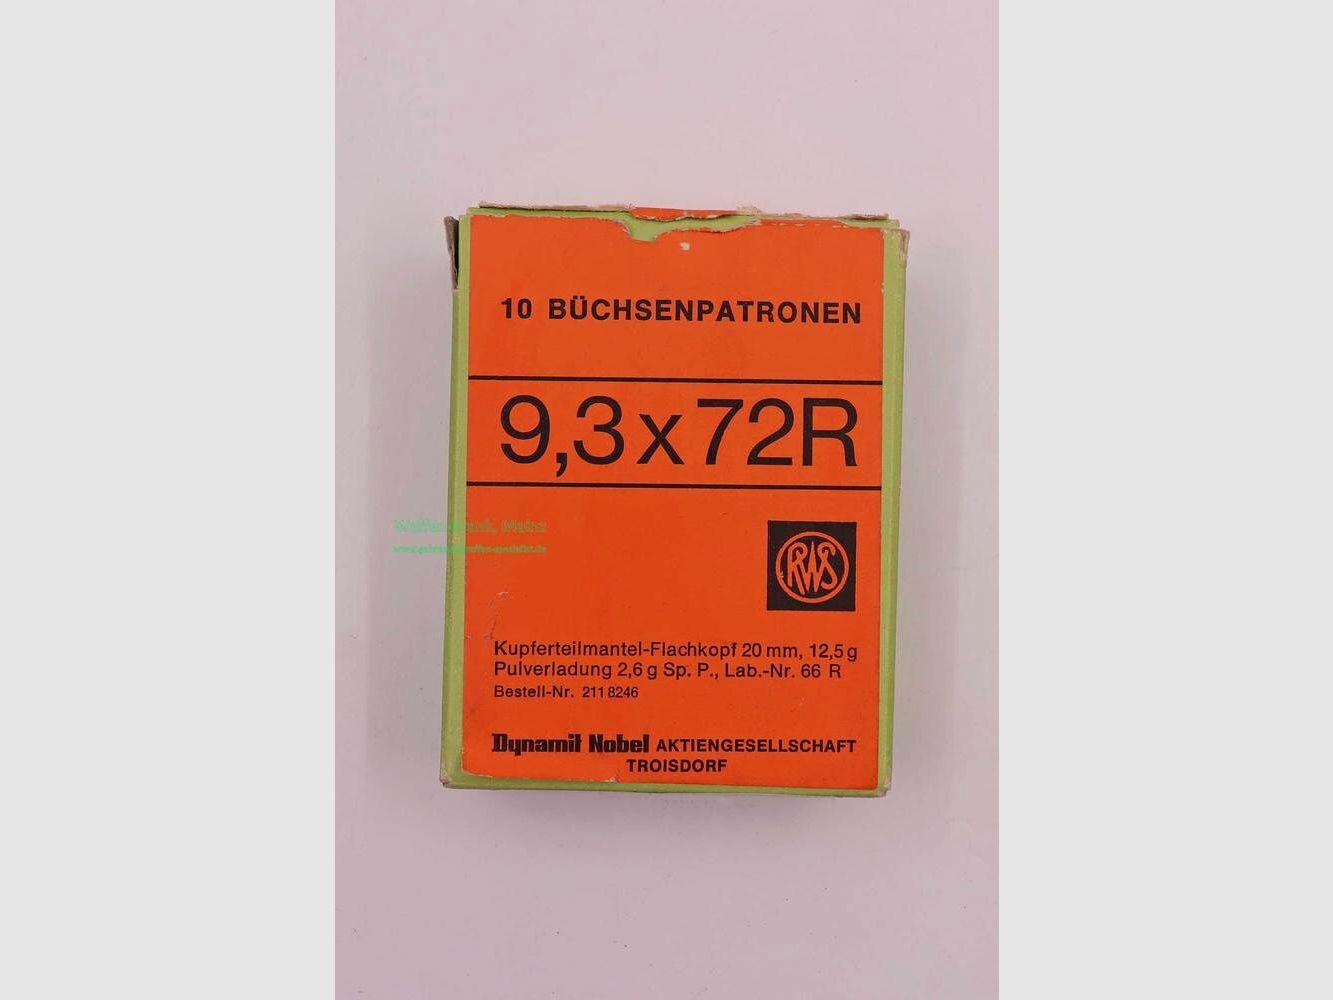 10 BÜCHSENPATRONEN
9,3x72R
RWS
Kupferteilmantel-Flachkopf 20 mm, 12,5 g
Pulverladung 2,6 g Sp. P., Lab.-Nr. 66 R
Bestell-Nr. 211 8246
Dynamit Nobel AKTIENGESELLSCHAFT
TROISDORF